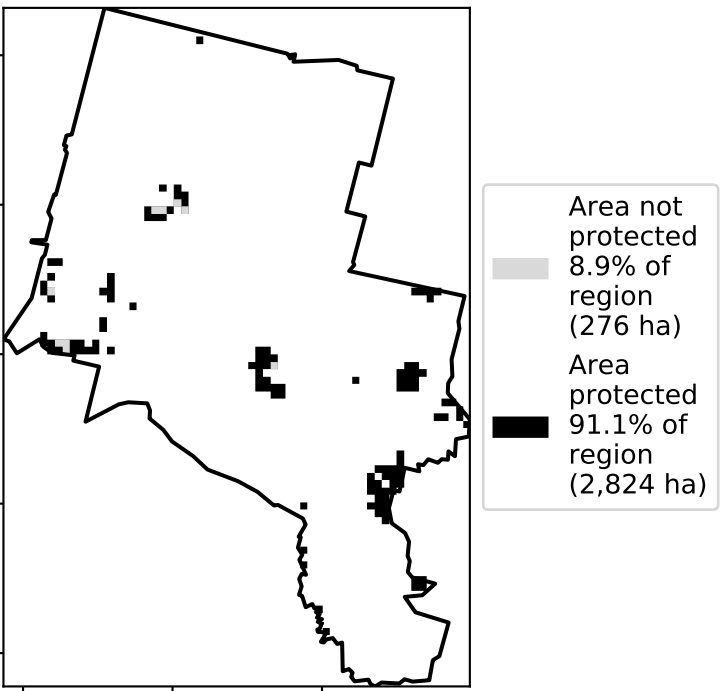 Area not
protected
8.9% of
region
(276 ha)
Area
protected
91.1% of
region
(2,824 ha)